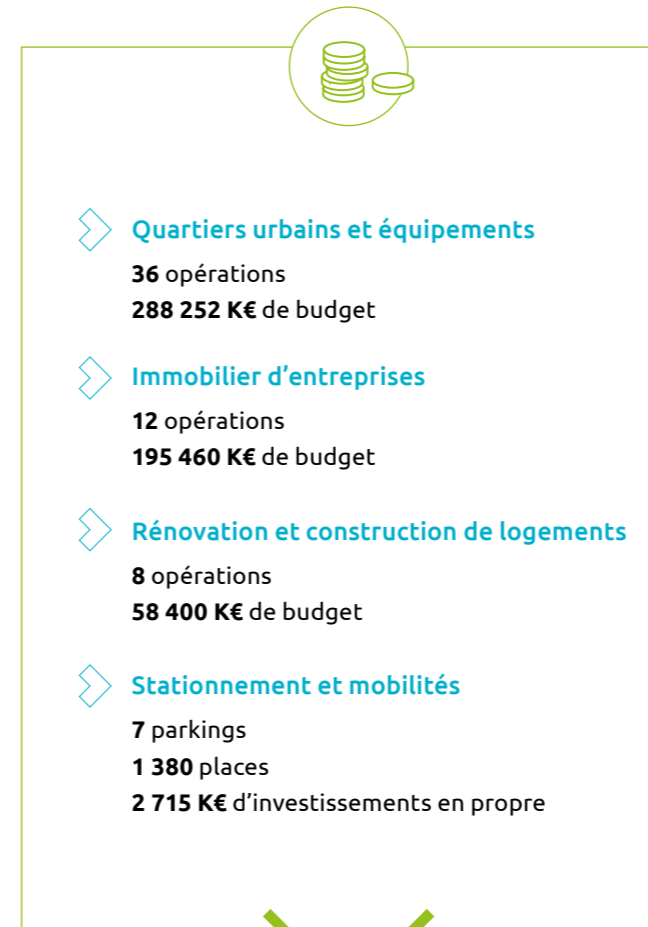 Quartiers urbains et équipements
36 opérations
288 252 K€ de budget
Immobilier d’entreprises
12 opérations
195 460 K€ de budget
Rénovation et construction de logements
8 opérations
58 400 K€ de budget
Stationnement et mobilités
7 parkings
1 380 places
2 715 K€ d’investissements en propre